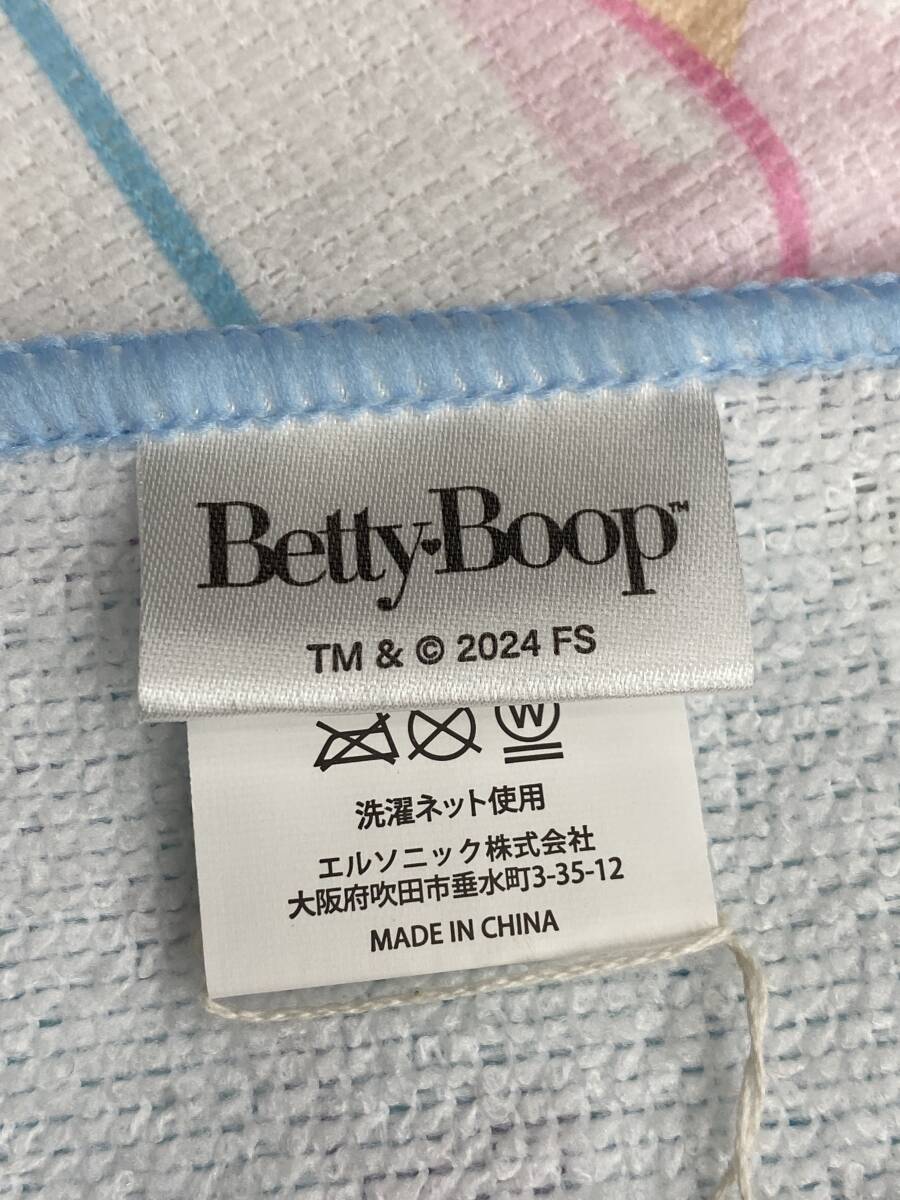 Betty♥Boop™
TM & © 2024 FS
W
洗濯ネット使用
エルソニック株式会社
大阪府吹田市垂水町3-35-12
MADE IN CHINA